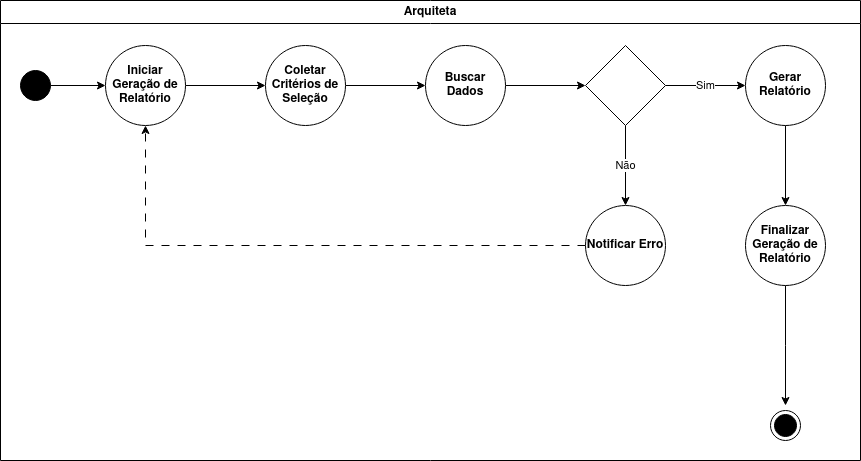 Arquiteta
Iniciar
Geração de
Relatório
Coletar
Critérios de
Seleção
Buscar
Dados
Sim
Gerar
Relatório
Não
Notificar Erro
Finalizar
Geração de
Relatório